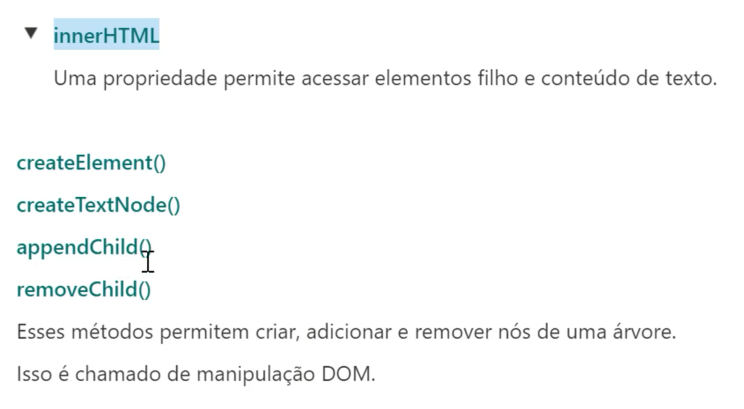 innerHTML
Uma propriedade permite acessar elementos filho e conteúdo de texto.
createElement()
createTextNode()
appendChild()
removeChild()
Esses métodos permitem criar, adicionar e remover nós de uma árvore.
Isso é chamado de manipulação DOM.